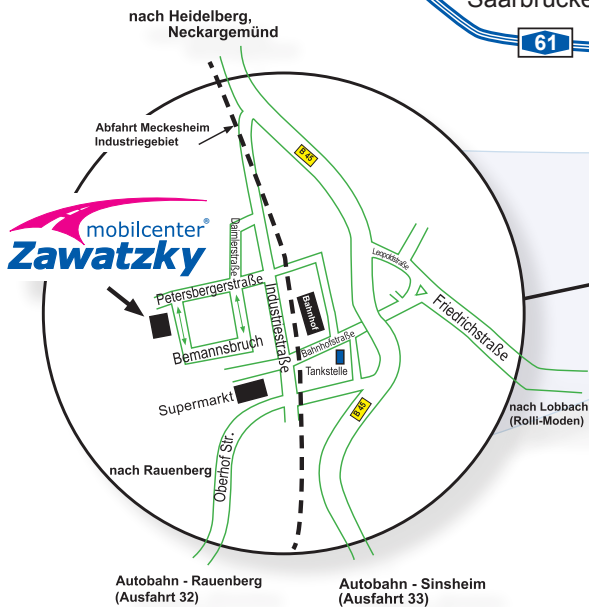 Saarbrücke
nach Heidelberg,
Neckargemünd
61
Abfahrt Meckesheim
Industriegebiet
B 45
mobilcenter®
Zawatzky
Daimlerstraße
Leopoldstraße
Petersbergerstraße
Industriestraße
Bahnhof
Friedrichstraße
Bemannsbruch
Bahnhofstraße
Tankstelle
Supermarkt
B 45
nach Lobbach
(Rolli-Moden)
Oberhof Str.
nach Rauenberg
Autobahn - Rauenberg
(Ausfahrt 32)
Autobahn - Sinsheim
(Ausfahrt 33)